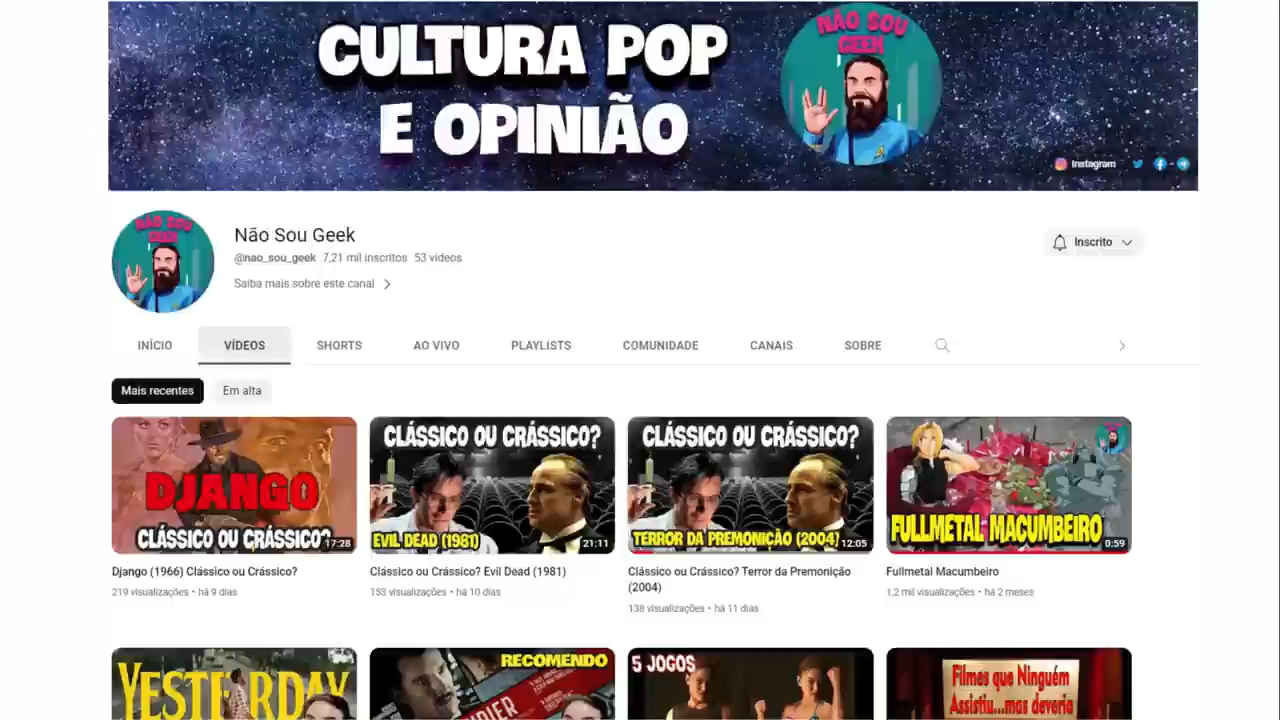 CULTURA POP
E OPINIÃO
NÃO SOU
GEEK
Instagram
NÃO SOU
GEEK
Não Sou Geek
@nao_sou_geek 7,21 mil inscritos 53 vídeos
Saiba mais sobre este canal
Inscrito
INÍCIO VÍDEOS SHORTS AO VIVO PLAYLISTS COMUNIDADE CANAIS SOBRE
Mais recentes Em alta
DJANGO
CLÁSSICO OU CRÁSSICO?
17:28
CLÁSSICO OU CRÁSSICO?
EVIL DEAD (1981)
21:11
CLÁSSICO OU CRÁSSICO?
TERROR DA PREMONIÇÃO (2004)
12:05
FULLMETAL MACUMBEIRO
0:59
Django (1966) Clássico ou Crássico?
219 visualizações • há 9 dias
Clássico ou Crássico? Evil Dead (1981)
153 visualizações • há 10 dias
Clássico ou Crássico? Terror da Premonição
(2004)
138 visualizações • há 11 dias
Fullmetal Macumbeiro
1,2 mil visualizações • há 2 meses
YESTERDAY
RECOMENDO
5 JOGOS
Filmes que Ninguém
Assistiu...mas deveria